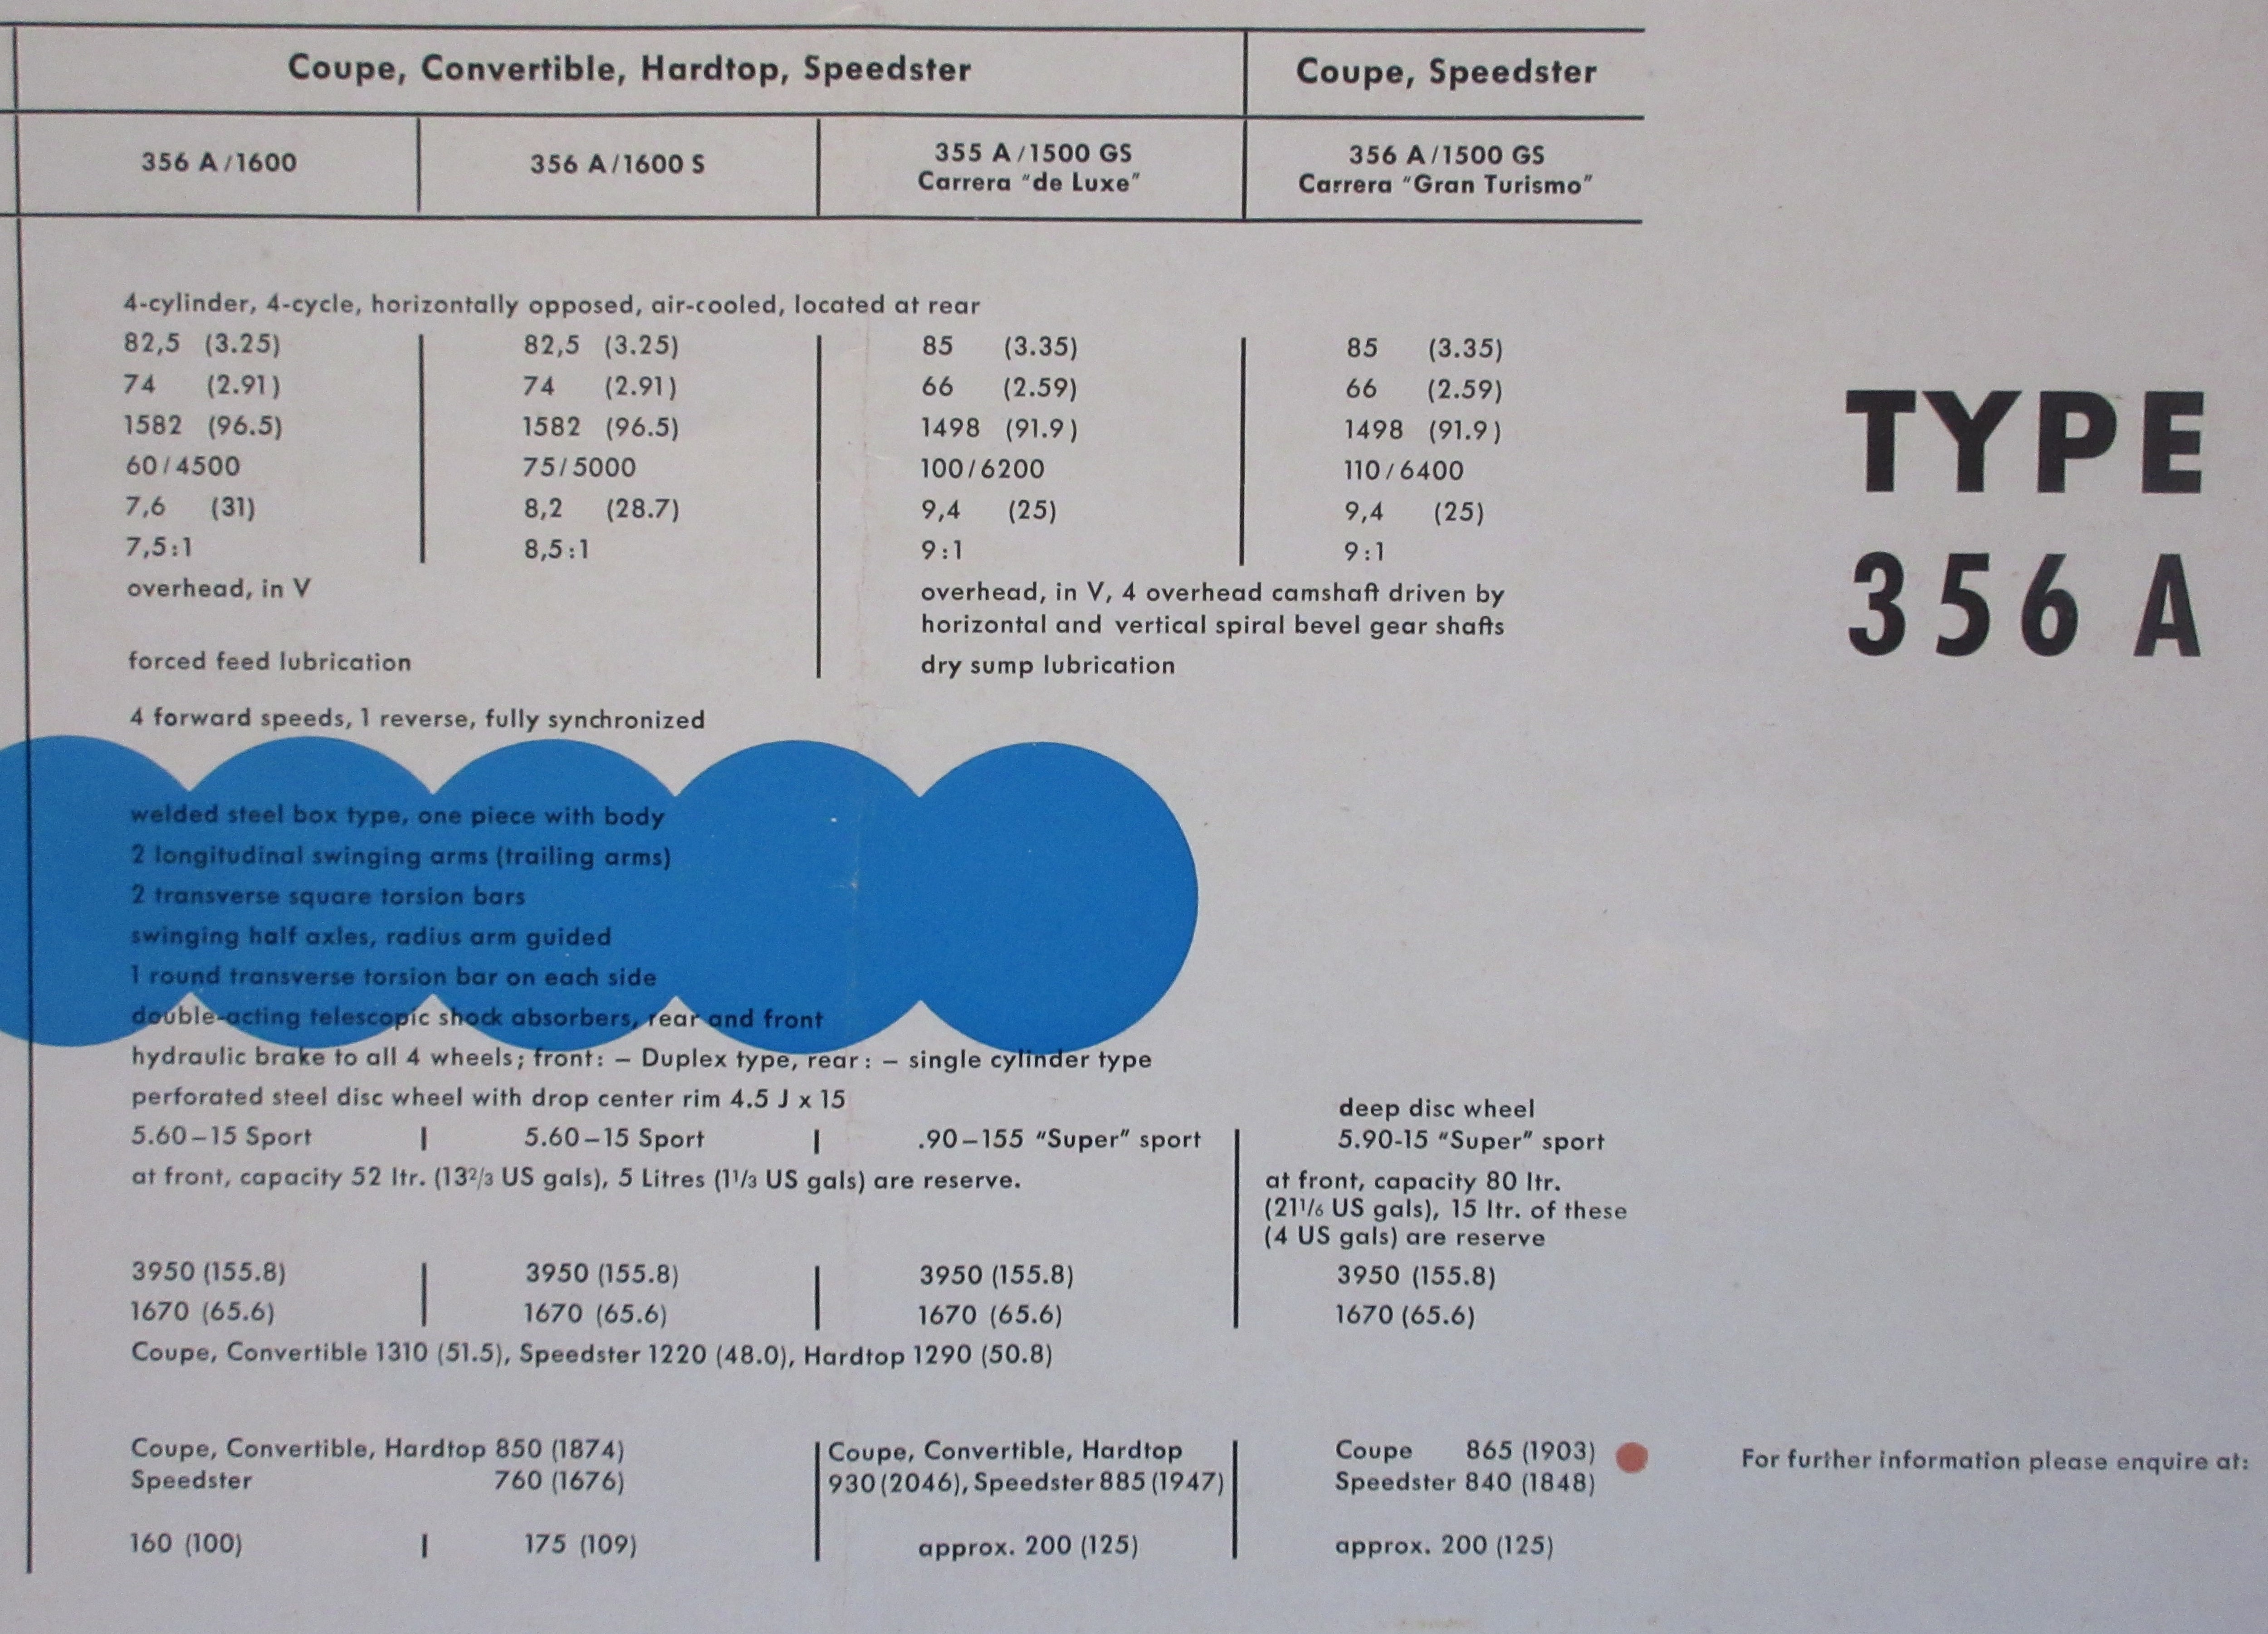 Coupe, Convertible, Hardtop, Speedster Coupe, Speedster
356 A/1600 356 A/1600 S 355 A/1500 GS Carrera "de Luxe" 356 A/1500 GS Carrera "Gran Turismo"
4-cylinder, 4-cycle, horizontally opposed, air-cooled, located at rear
82,5 (3.25) 82,5 (3.25) 85 (3.35) 85 (3.35)
74 (2.91) 74 (2.91) 66 (2.59) 66 (2.59)
1582 (96.5) 1582 (96.5) 1498 (91.9) 1498 (91.9)
60/4500 75/5000 100/6200 110/6400
7,6 (31) 8,2 (28.7) 9,4 (25) 9,4 (25)
7,5:1 8,5:1 9:1 9:1
overhead, in V overhead, in V, 4 overhead camshaft driven by
horizontal and vertical spiral bevel gear shafts
forced feed lubrication dry sump lubrication
4 forward speeds, 1 reverse, fully synchronized
TYPE
356 A
welded steel box type, one piece with body
2 longitudinal swinging arms (trailing arms)
2 transverse square torsion bars
swinging half axles, radius arm guided
1 round transverse torsion bar on each side
double-acting telescopic shock absorbers, rear and front
hydraulic brake to all 4 wheels; front: – Duplex type, rear: – single cylinder type
perforated steel disc wheel with drop center rim 4.5 J x 15 deep disc wheel
5.60–15 Sport 5.60–15 Sport .90–155 "Super" sport 5.90-15 "Super" sport
at front, capacity 52 ltr. (13 2/3 US gals), 5 Litres (1 1/3 US gals) are reserve. at front, capacity 80 ltr.
(21 1/6 US gals), 15 ltr. of these
(4 US gals) are reserve
3950 (155.8) 3950 (155.8) 3950 (155.8) 3950 (155.8)
1670 (65.6) 1670 (65.6) 1670 (65.6) 1670 (65.6)
Coupe, Convertible 1310 (51.5), Speedster 1220 (48.0), Hardtop 1290 (50.8)
Coupe, Convertible, Hardtop 850 (1874) Coupe, Convertible, Hardtop Coupe 865 (1903)
Speedster 760 (1676) 930 (2046), Speedster 885 (1947) Speedster 840 (1848)
160 (100) 175 (109) approx. 200 (125) approx. 200 (125)
For further information please enquire at: